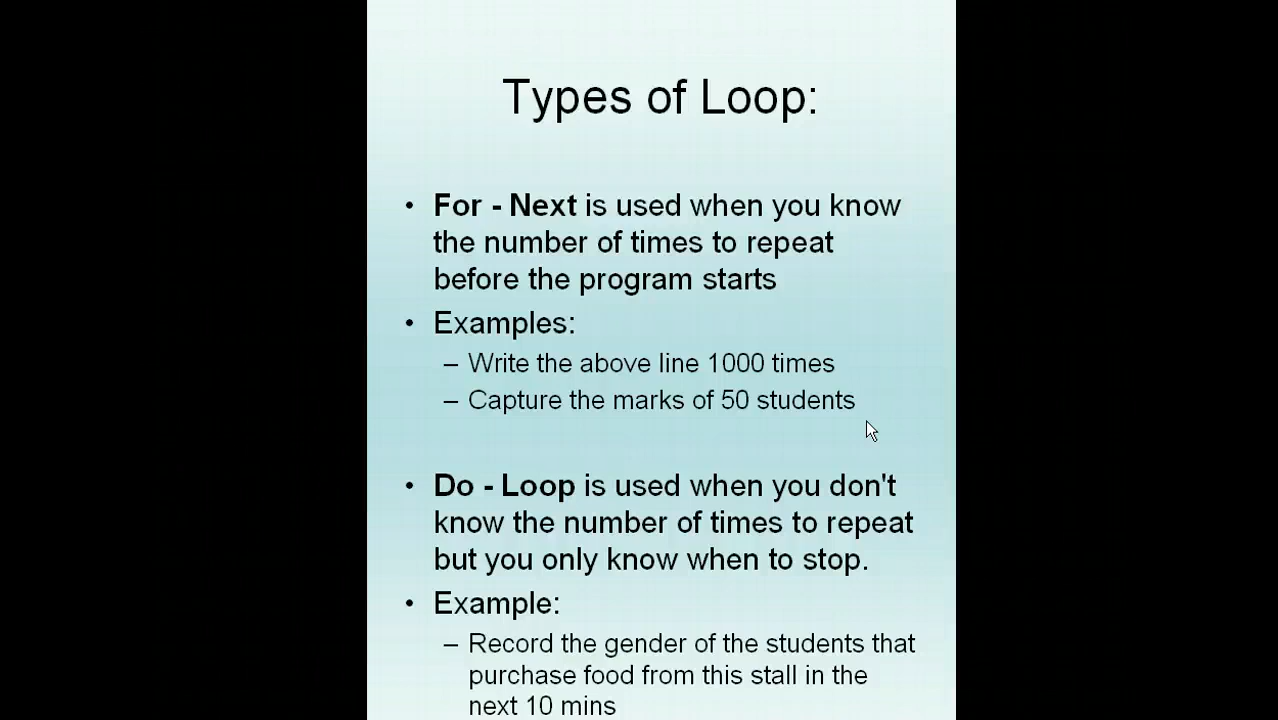 Types of Loop:
• For - Next is used when you know
the number of times to repeat
before the program starts
• Examples:
– Write the above line 1000 times
– Capture the marks of 50 students
• Do - Loop is used when you don't
know the number of times to repeat
but you only know when to stop.
• Example:
– Record the gender of the students that
purchase food from this stall in the
next 10 mins